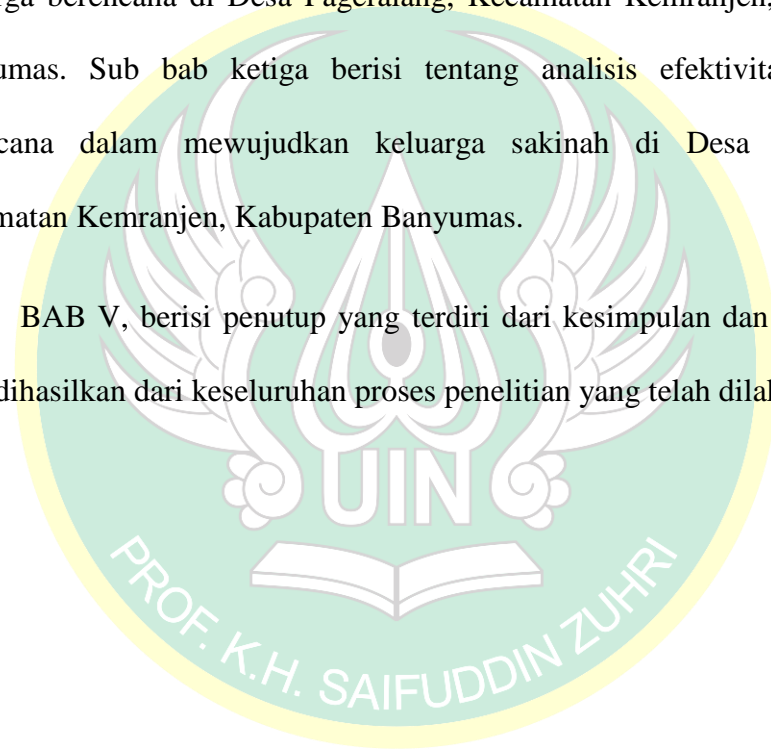 berencana di Desa Pageralang, Kecamatan Kemranjen,
umas. Sub bab ketiga berisi tentang analisis efektivita
cana dalam mewujudkan keluarga sakinah di Desa
matan Kemranjen, Kabupaten Banyumas.
BAB V, berisi penutup yang terdiri dari kesimpulan dan
dihasilkan dari keseluruhan proses penelitian yang telah dila
UIN
PROF. K.H. SAIFUDDIN ZUHRI